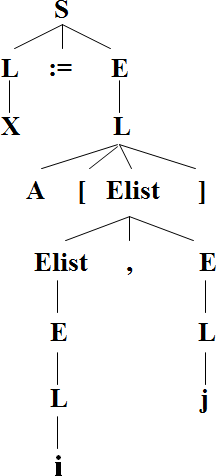 S
L := E
X L
A [ Elist ]
Elist , E
E L
L j
i